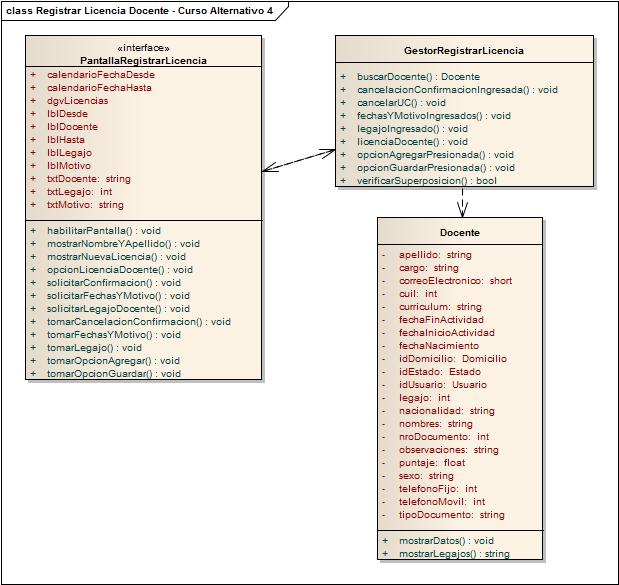 class Registrar Licencia Docente - Curso Alternativo 4
«interface»
PantallaRegistrarLicencia
+ calendarioFechaDesde
+ calendarioFechaHasta
+ dgvLicencias
+ lblDesde
+ lblDocente
+ lblHasta
+ lblLegajo
+ lblMotivo
+ txtDocente: string
+ txtLegajo: int
+ txtMotivo: string
+ habilitarPantalla() : void
+ mostrarNombreYApellido() : void
+ mostrarNuevaLicencia() : void
+ opcionLicenciaDocente() : void
+ solicitarConfirmacion() : void
+ solicitarFechasYMotivo() : void
+ solicitarLegajoDocente() : void
+ tomarCancelacionConfirmacion() : void
+ tomarFechasYMotivo() : void
+ tomarLegajo() : void
+ tomarOpcionAgregar() : void
+ tomarOpcionGuardar() : void
GestorRegistrarLicencia
+ buscarDocente() : Docente
+ cancelacionConfirmacionIngresada() : void
+ cancelarUC() : void
+ fechasYMotivoIngresados() : void
+ legajoIngresado() : void
+ licenciaDocente() : void
+ opcionAgregarPresionada() : void
+ opcionGuardarPresionada() : void
+ verificarSuperposicion() : bool
Docente
- apellido: string
- cargo: string
- correoElectronico: short
- cuil: int
- curriculum: string
- fechaFinActividad
- fechaInicioActividad
- fechaNacimiento
- idDomicilio: Domicilio
- idEstado: Estado
- idUsuario: Usuario
- legajo: int
- nacionalidad: string
- nombres: string
- nroDocumento: int
- observaciones: string
- puntaje: float
- sexo: string
- telefonoFijo: int
- telefonoMovil: int
- tipoDocumento: string
+ mostrarDatos() : void
+ mostrarLegajos() : string